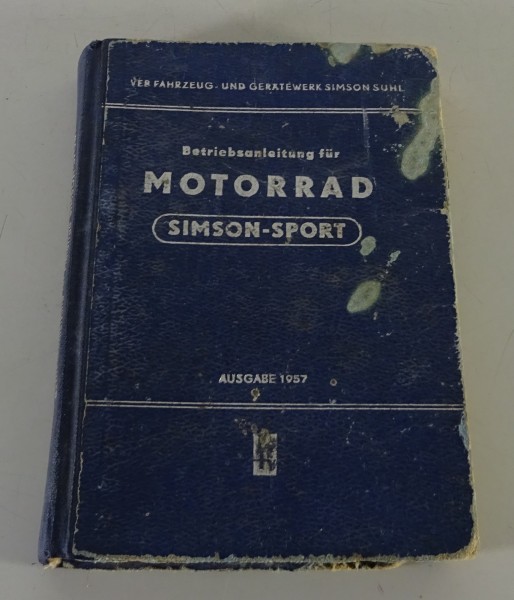 VEB FAHRZEUG- UND GERÄTEWERK SIMSON SUHL
Betriebsanleitung für
MOTORRAD
SIMSON-SPORT
AUSGABE 1957